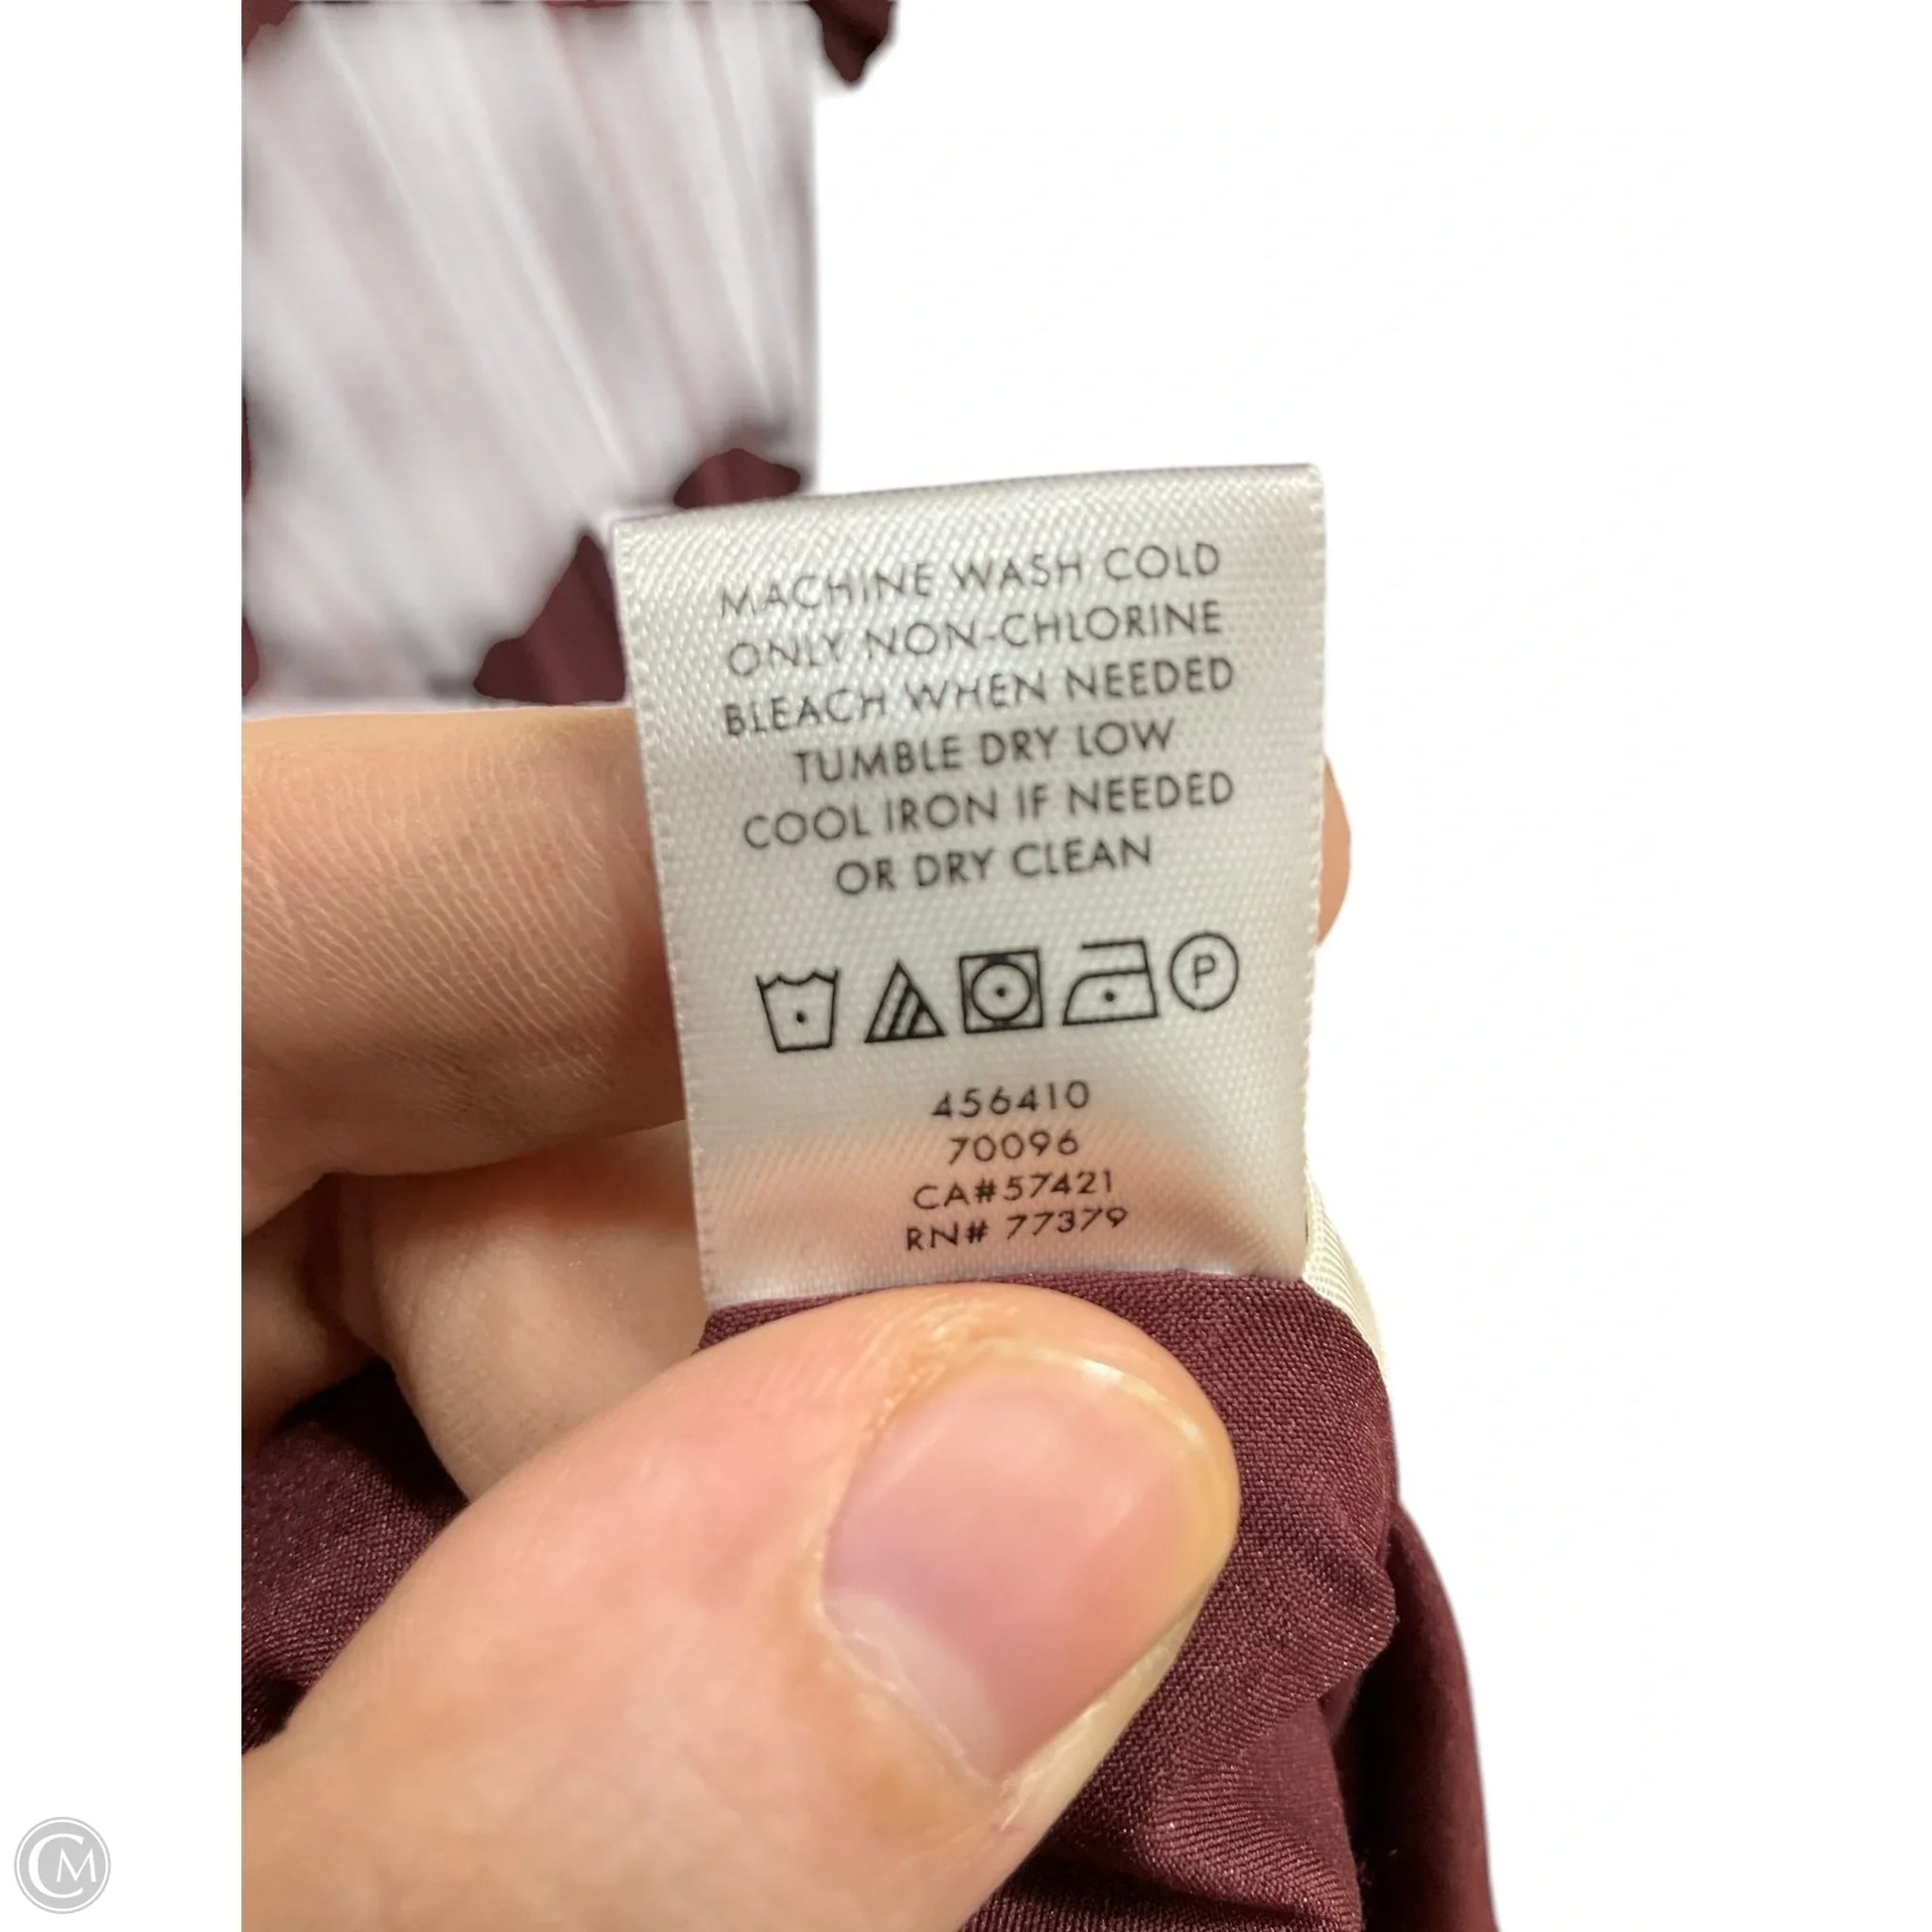 MACHINE WASH COLD
ONLY NON-CHLORINE
BLEACH WHEN NEEDED
TUMBLE DRY LOW
COOL IRON IF NEEDED
OR DRY CLEAN
P
456410
70096
CA#57421
RN# 77379
CM